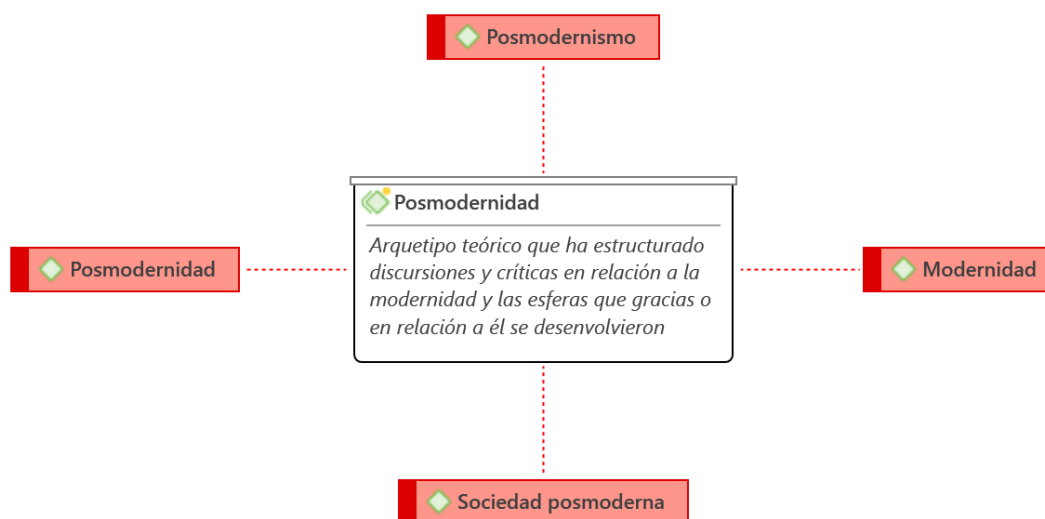 Posmodernismo
Posmodernidad
Arquetipo teórico que ha estructurado
discursiones y críticas en relación a la
modernidad y las esferas que gracias o
en relación a él se desenvolvieron
Posmodernidad
Modernidad
Sociedad posmoderna